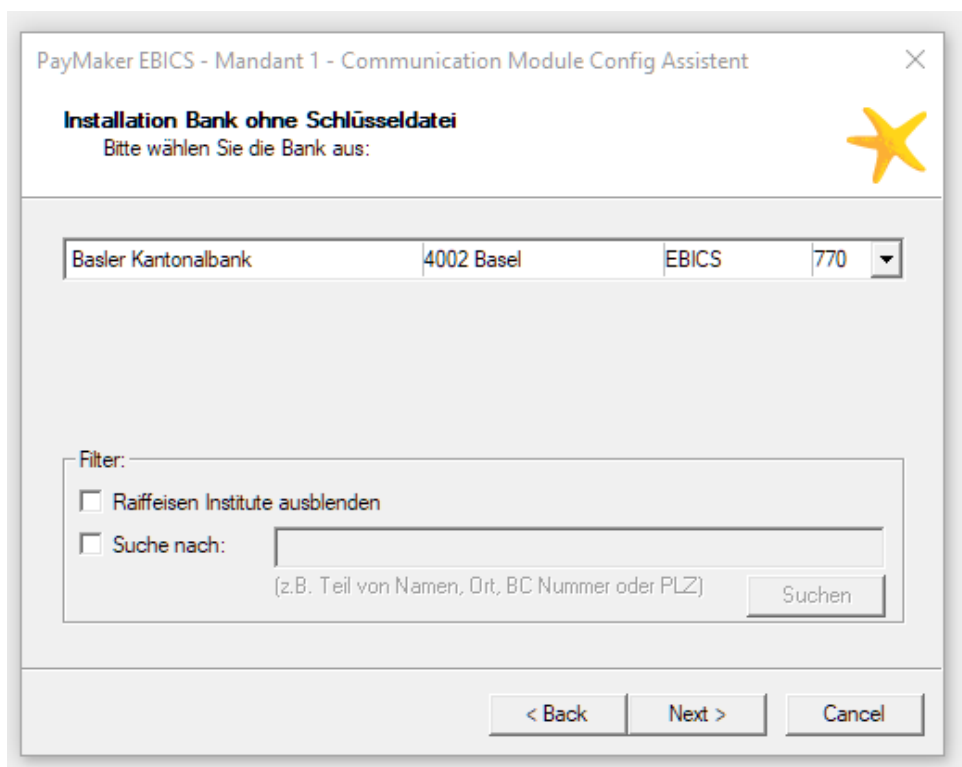 PayMaker EBICS - Mandant 1 - Communication Module Config Assistent
Installation Bank ohne Schlüsseldatei
Bitte wählen Sie die Bank aus:
Basler Kantonalbank 4002 Basel EBICS 770
Filter:
Raiffeisen Institute ausblenden
Suche nach:
(z.B. Teil von Namen, Ort, BC Nummer oder PLZ)
Suchen
< Back Next > Cancel